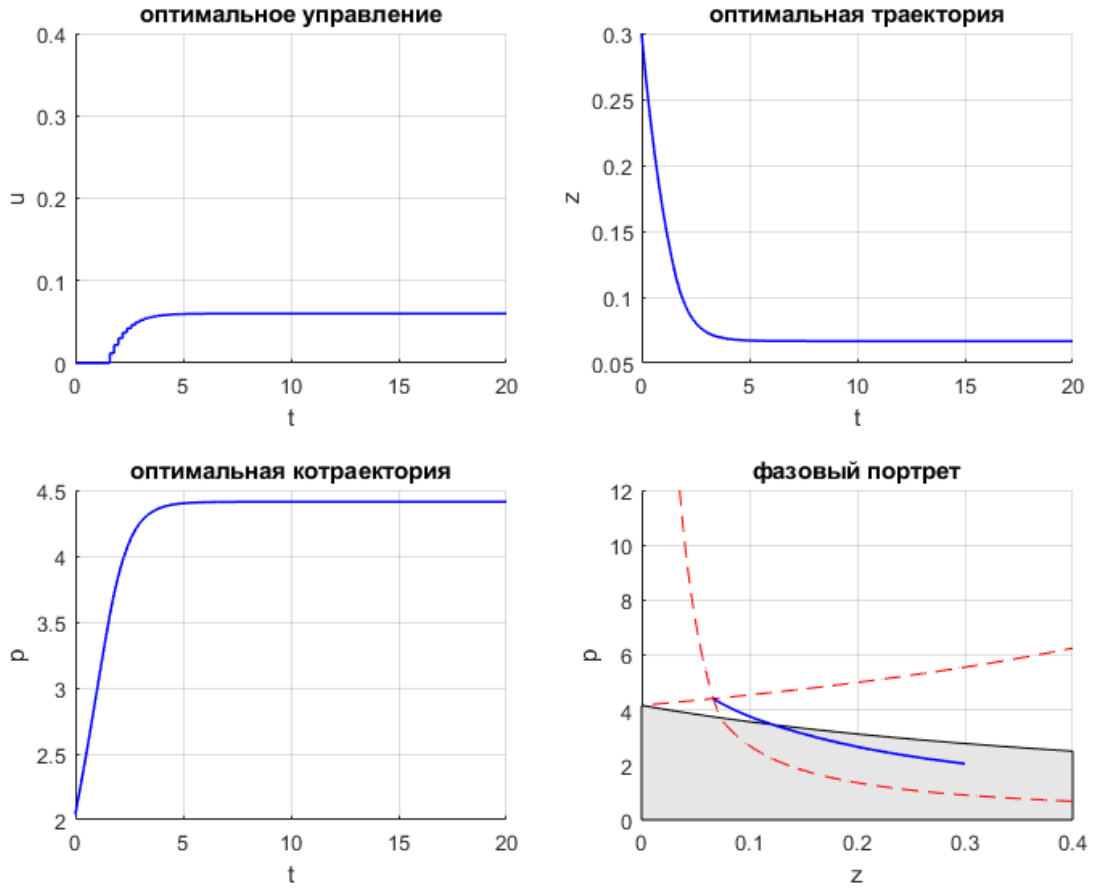 оптимальное управление
0.4
0.3
0.2
0.1
0
u
0 5 10 15 20
t
оптимальная траектория
0.3
0.25
0.2
0.15
0.1
0.05
z
0 5 10 15 20
t
оптимальная котраектория
4.5
4
3.5
3
2.5
2
p
0 5 10 15 20
t
фазовый портрет
12
10
8
6
4
2
0
p
0 0.1 0.2 0.3 0.4
z